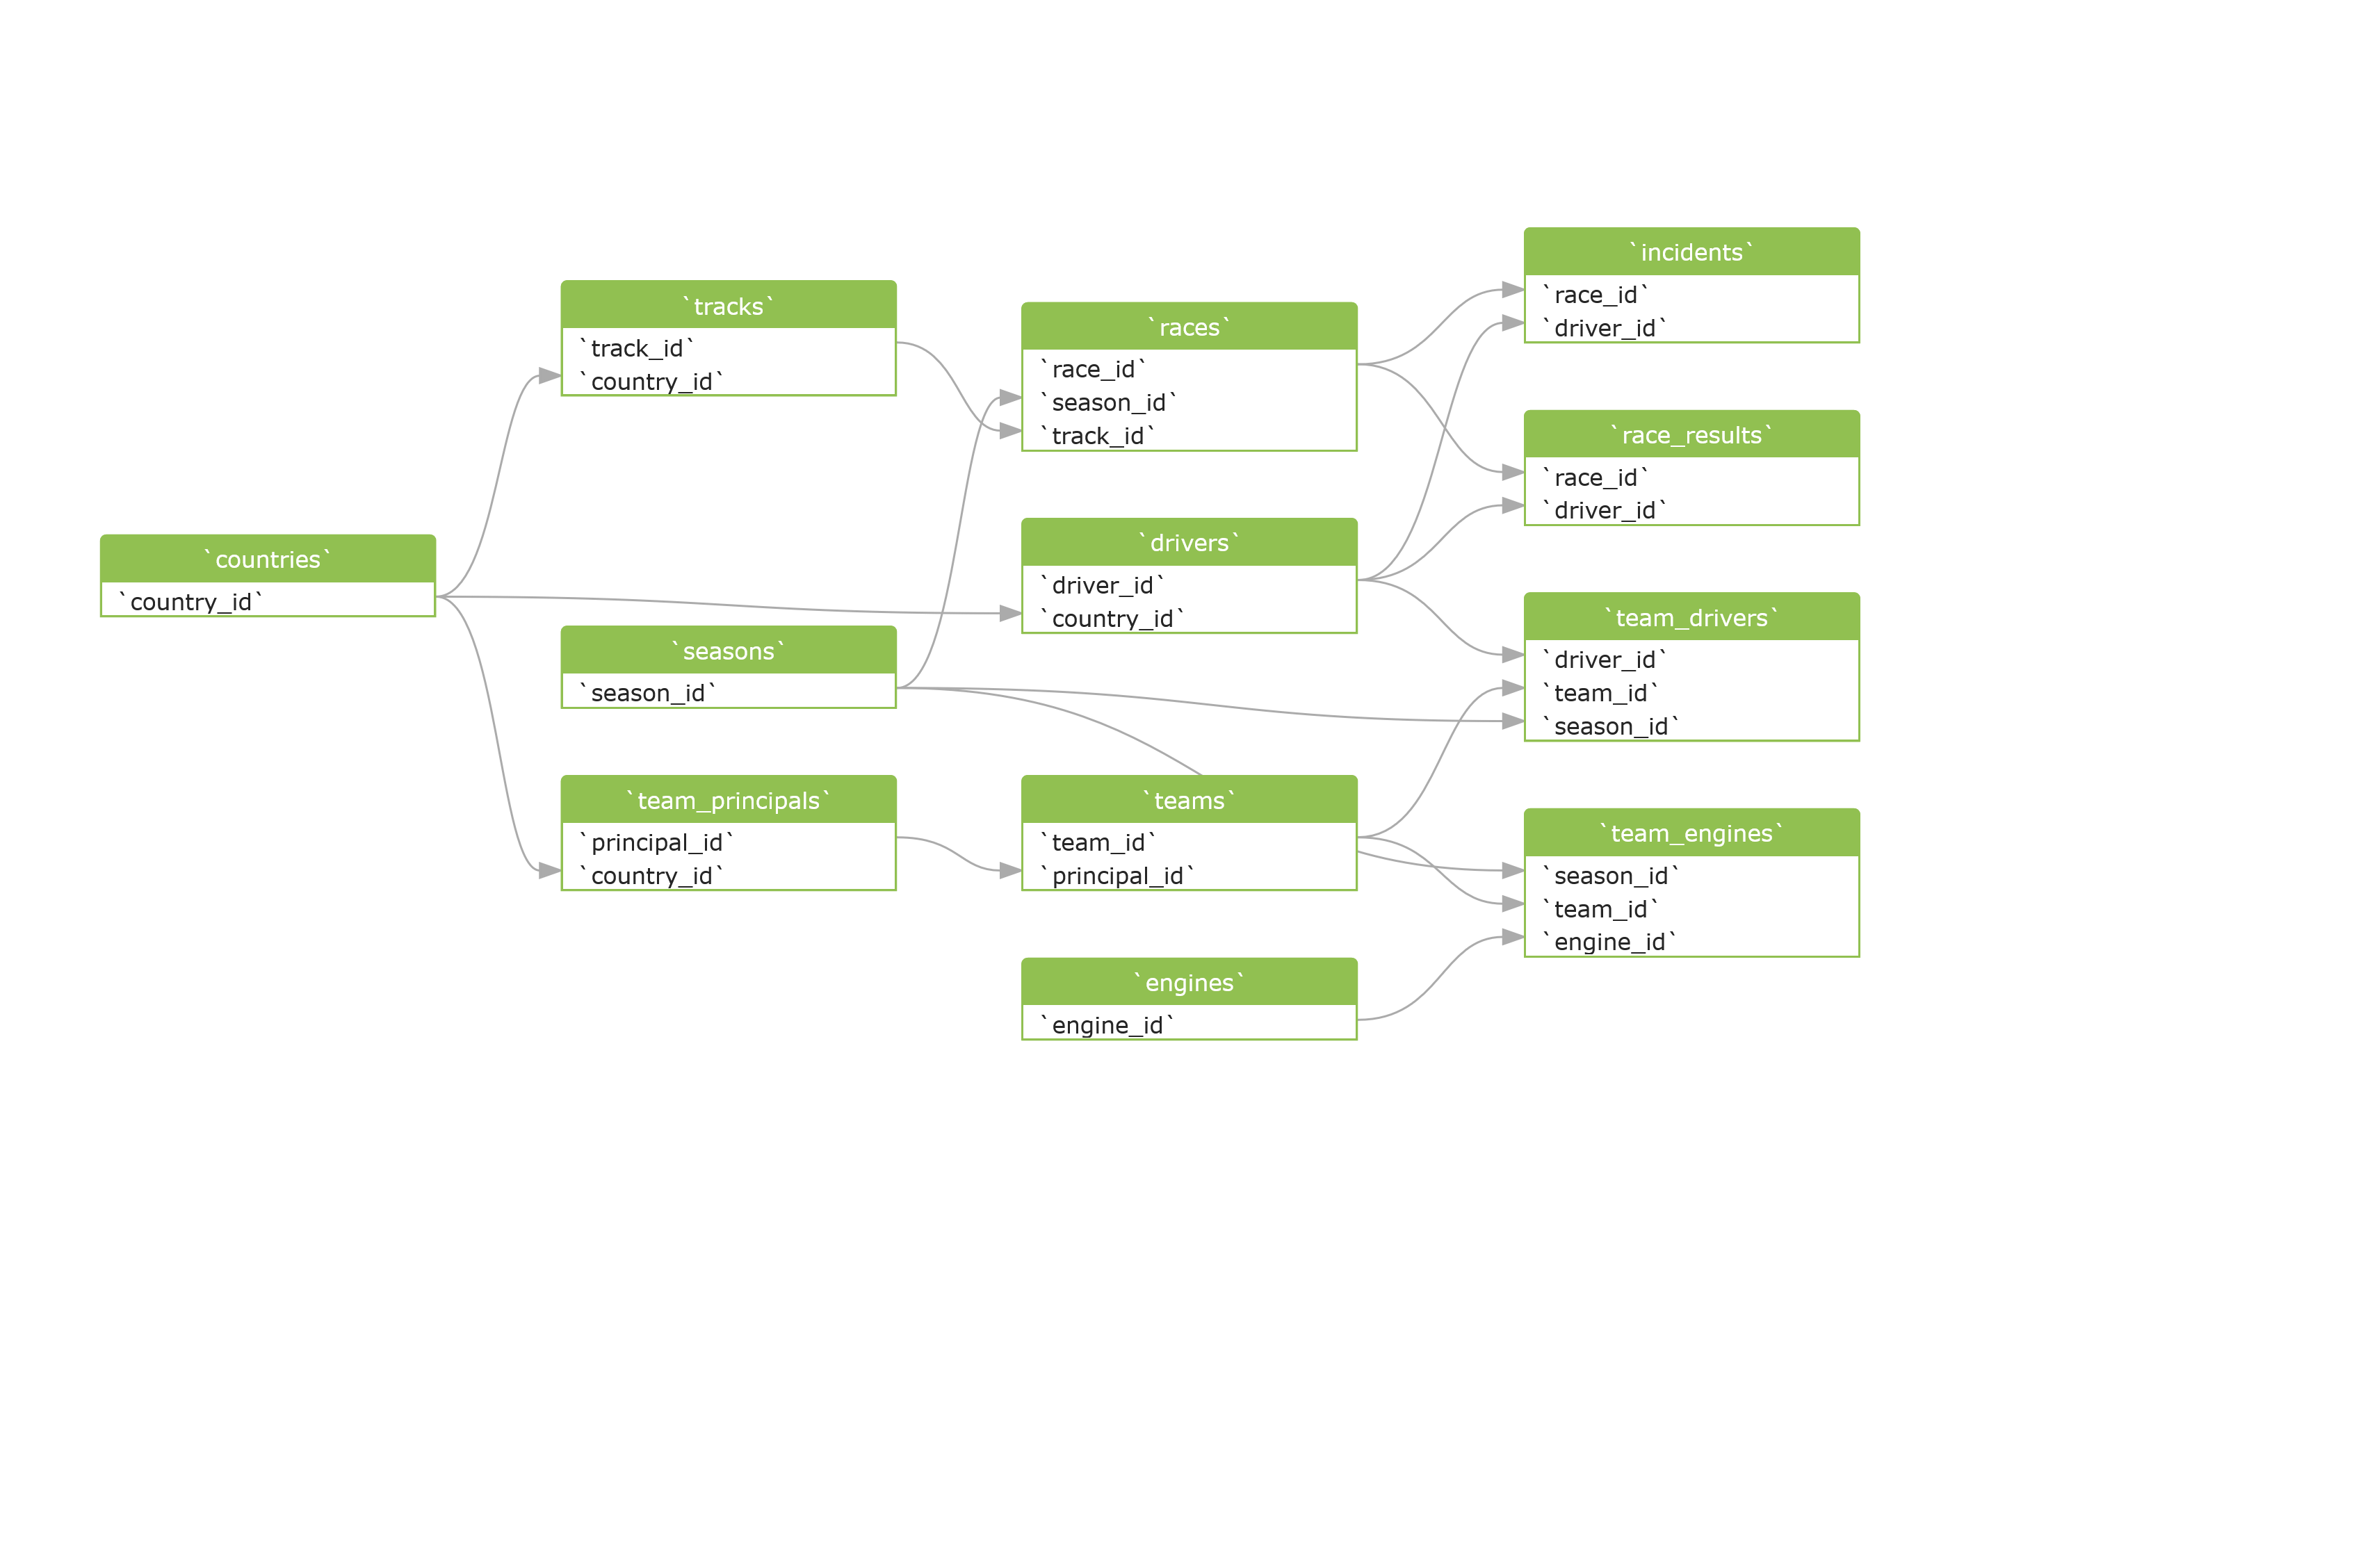 `countries`
`country_id`
`tracks`
`track_id`
`country_id`
`seasons`
`season_id`
`team_principals`
`principal_id`
`country_id`
`races`
`race_id`
`season_id`
`track_id`
`drivers`
`driver_id`
`country_id`
`teams`
`team_id`
`principal_id`
`engines`
`engine_id`
`incidents`
`race_id`
`driver_id`
`race_results`
`race_id`
`driver_id`
`team_drivers`
`driver_id`
`team_id`
`season_id`
`team_engines`
`season_id`
`team_id`
`engine_id`